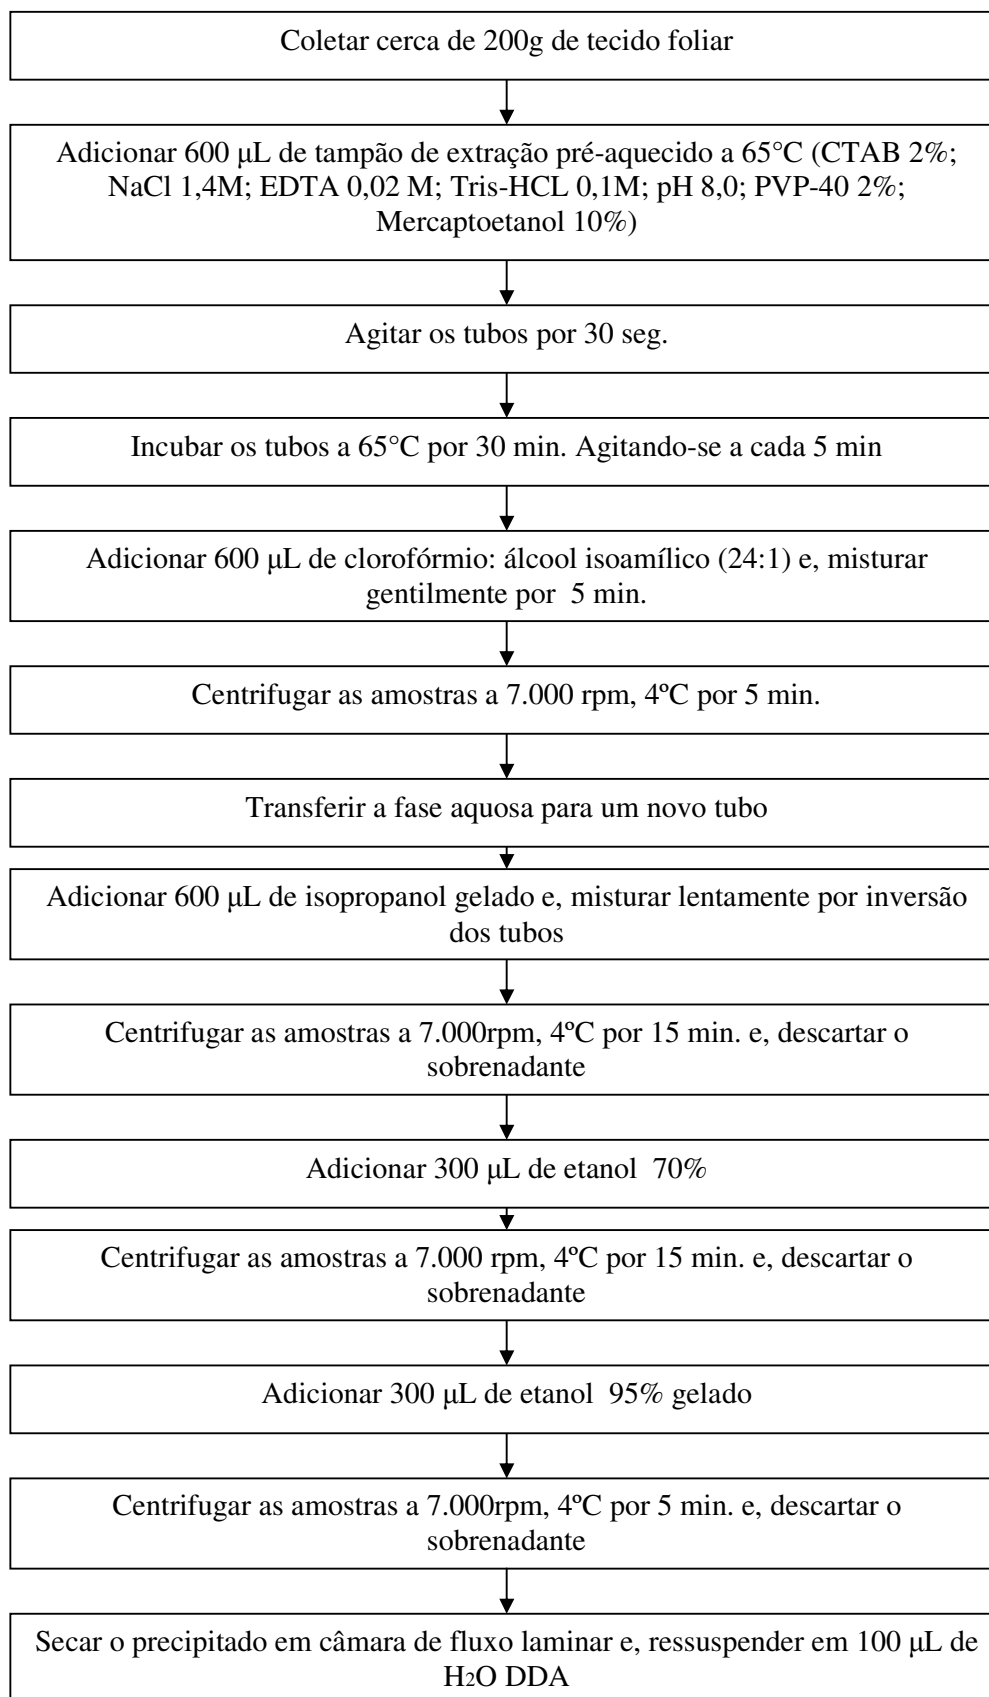 Coletar cerca de 200g de tecido foliar
Adicionar 600 μL de tampão de extração pré-aquecido a 65°C (CTAB 2%;
NaCl 1,4M; EDTA 0,02 M; Tris-HCL 0,1M; pH 8,0; PVP-40 2%;
Mercaptoetanol 10%)
Agitar os tubos por 30 seg.
Incubar os tubos a 65°C por 30 min. Agitando-se a cada 5 min
Adicionar 600 μL de clorofórmio: álcool isoamílico (24:1) e, misturar
gentilmente por  5 min.
Centrifugar as amostras a 7.000 rpm, 4ºC por 5 min.
Transferir a fase aquosa para um novo tubo
Adicionar 600 μL de isopropanol gelado e, misturar lentamente por inversão
dos tubos
Centrifugar as amostras a 7.000rpm, 4ºC por 15 min. e, descartar o
sobrenadante
Adicionar 300 μL de etanol  70%
Centrifugar as amostras a 7.000 rpm, 4ºC por 15 min. e, descartar o
sobrenadante
Adicionar 300 μL de etanol  95% gelado
Centrifugar as amostras a 7.000rpm, 4ºC por 5 min. e, descartar o
sobrenadante
Secar o precipitado em câmara de fluxo laminar e, ressuspender em 100 μL de
H2O DDA